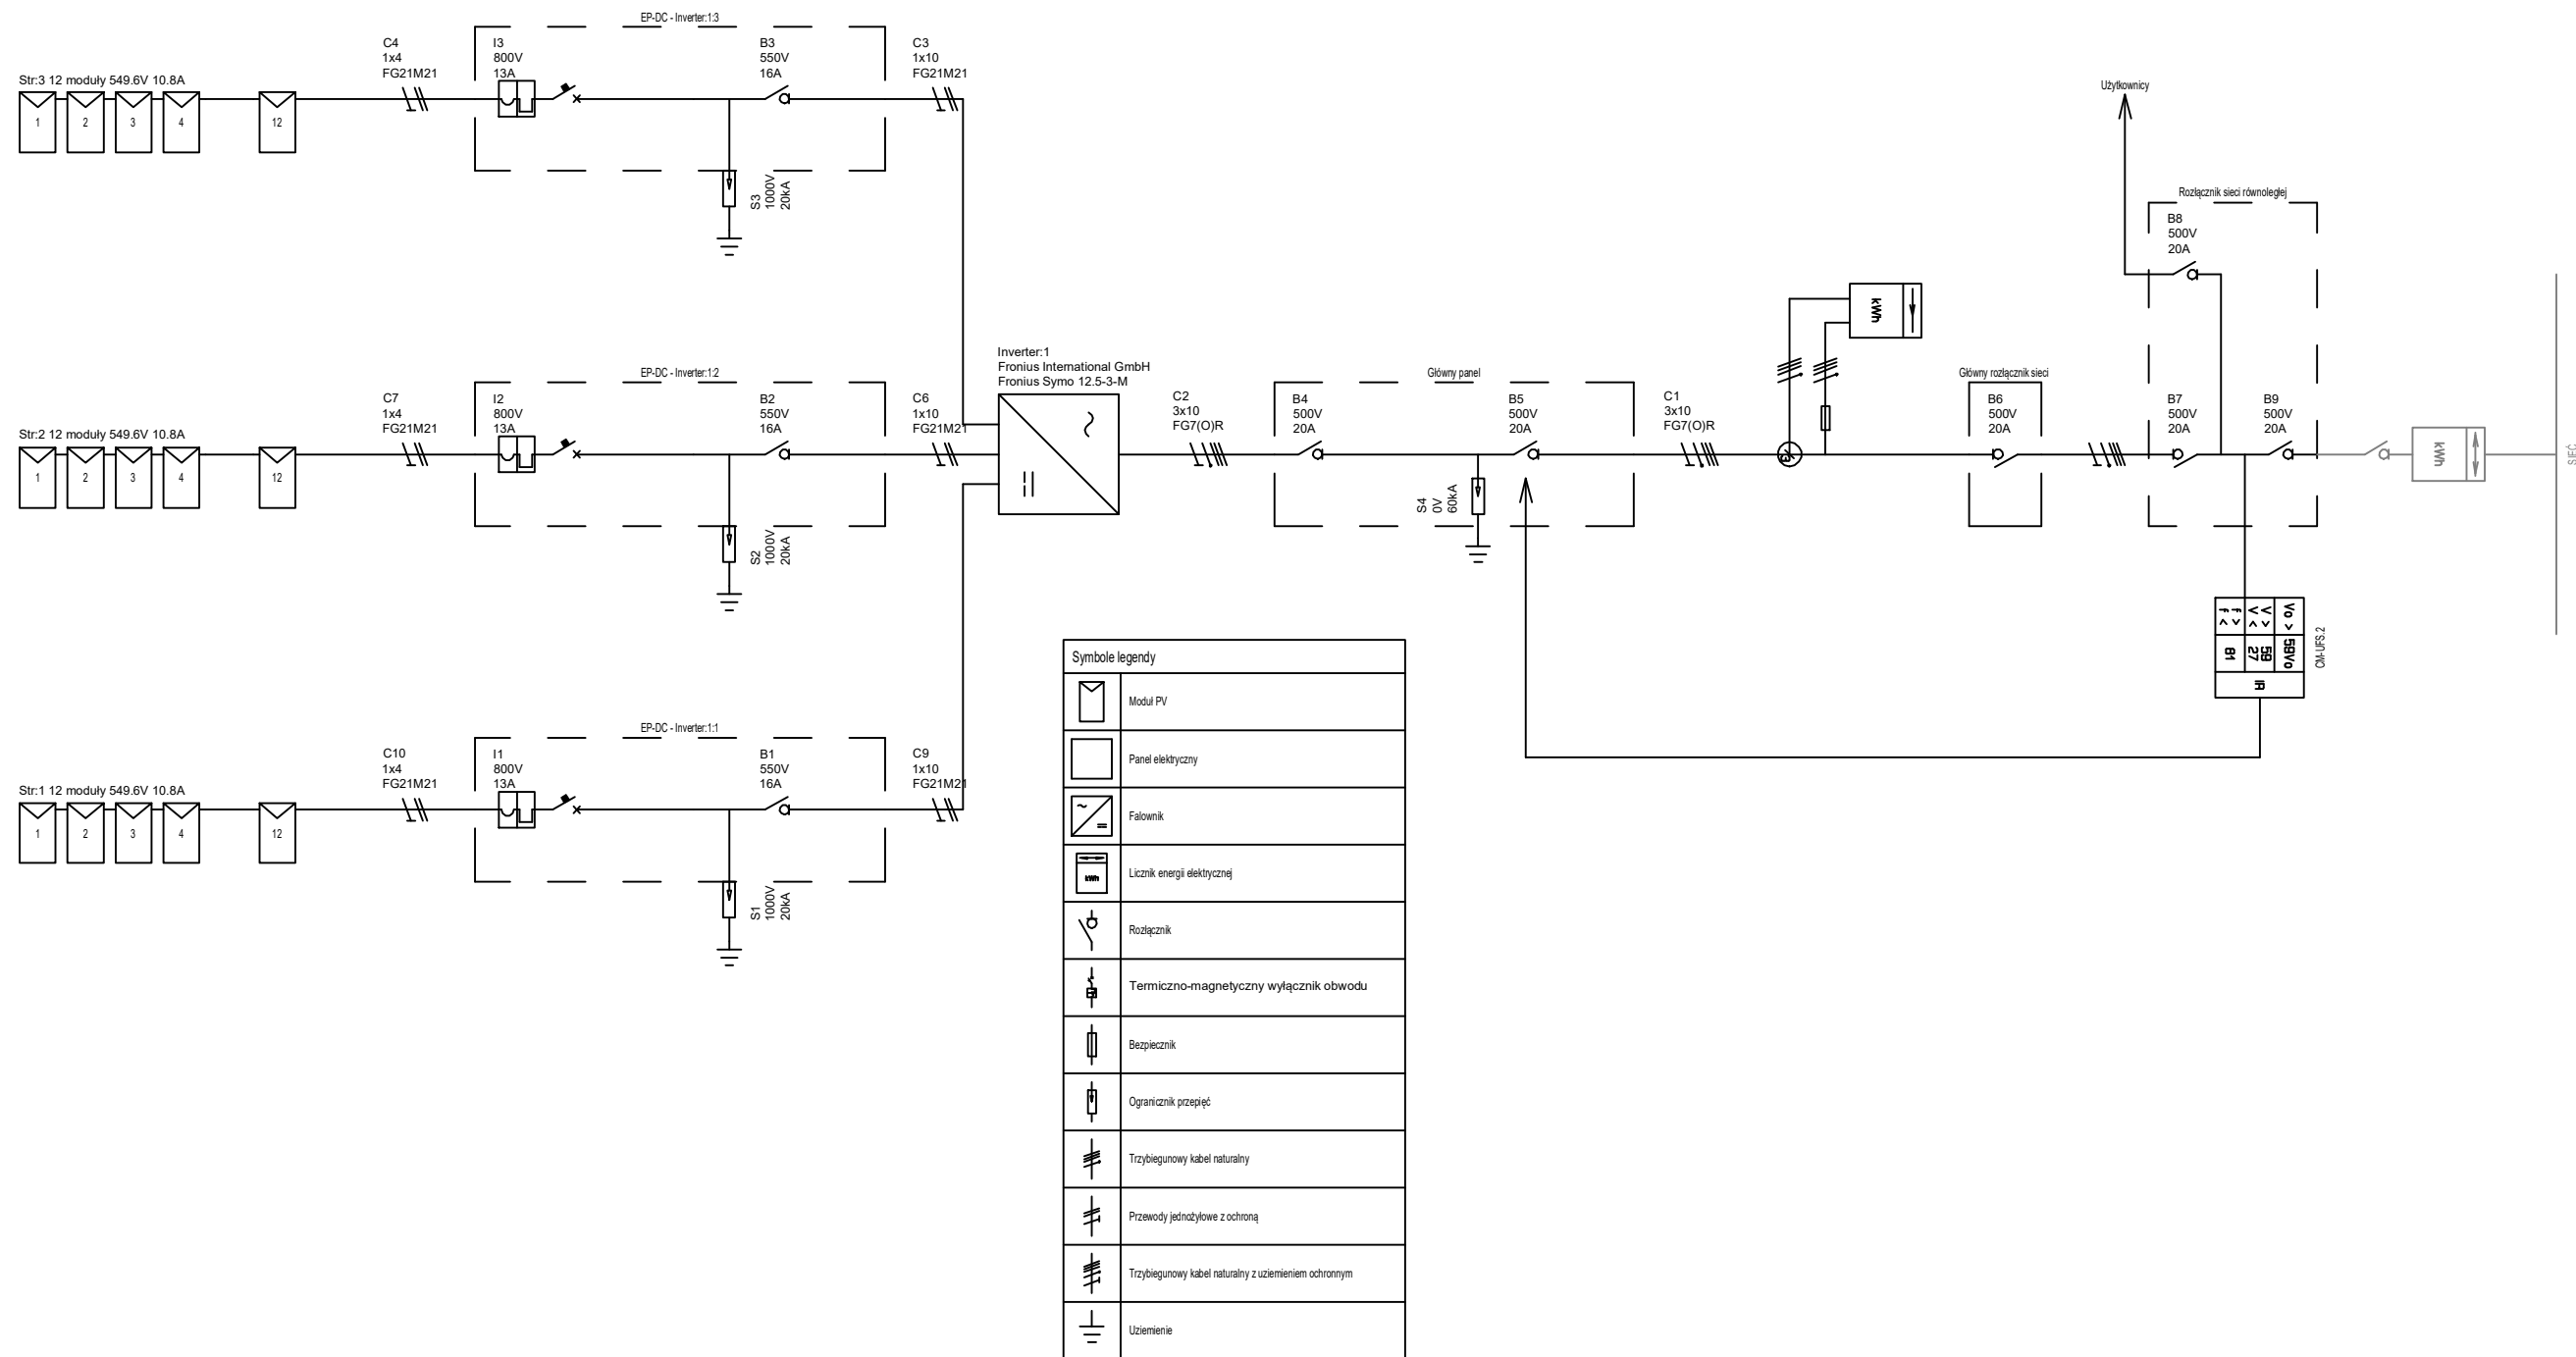 EP-DC - Inverter:1:3
C4
1x4
FG21M21
I3
800V
13A
B3
550V
16A
C3
1x10
FG21M21
Str:3 12 moduły 549.6V 10.8A
1
2
3
4
12
S3
1000V
20kA
Użytkownicy
Rozłącznik sieci równoległej
B8
500V
20A
kWh
EP-DC - Inverter:1:2
C7
1x4
FG21M21
I2
800V
13A
B2
550V
16A
C6
1x10
FG21M21
Str:2 12 moduły 549.6V 10.8A
1
2
3
4
12
S2
1000V
20kA
Inverter:1
Fronius International GmbH
Fronius Symo 12.5-3-M
C2
3x10
FG7(O)R
Główny panel
B4
500V
20A
B5
500V
20A
S4
0V
60kA
C1
3x10
FG7(O)R
3
Główny rozłącznik sieci
B6
500V
20A
B7
500V
20A
B9
500V
20A
kWh
SIEĆ
Vo >
V >
V <
f >
f <
59Vo
59
27
81
IR
CM-UFS.2
EP-DC - Inverter:1:1
C10
1x4
FG21M21
I1
800V
13A
B1
550V
16A
C9
1x10
FG21M21
Str:1 12 moduły 549.6V 10.8A
1
2
3
4
12
S1
1000V
20kA
Symbole legendy
Moduł PV
Panel elektryczny
Falownik
kWh
Licznik energii elektrycznej
Rozłącznik
Termiczno-magnetyczny wyłącznik obwodu
Bezpiecznik
Ogranicznik przepięć
Trzybiegunowy kabel naturalny
Przewody jednożyłowe z ochroną
Trzybiegunowy kabel naturalny z uziemieniem ochronnym
Uziemienie